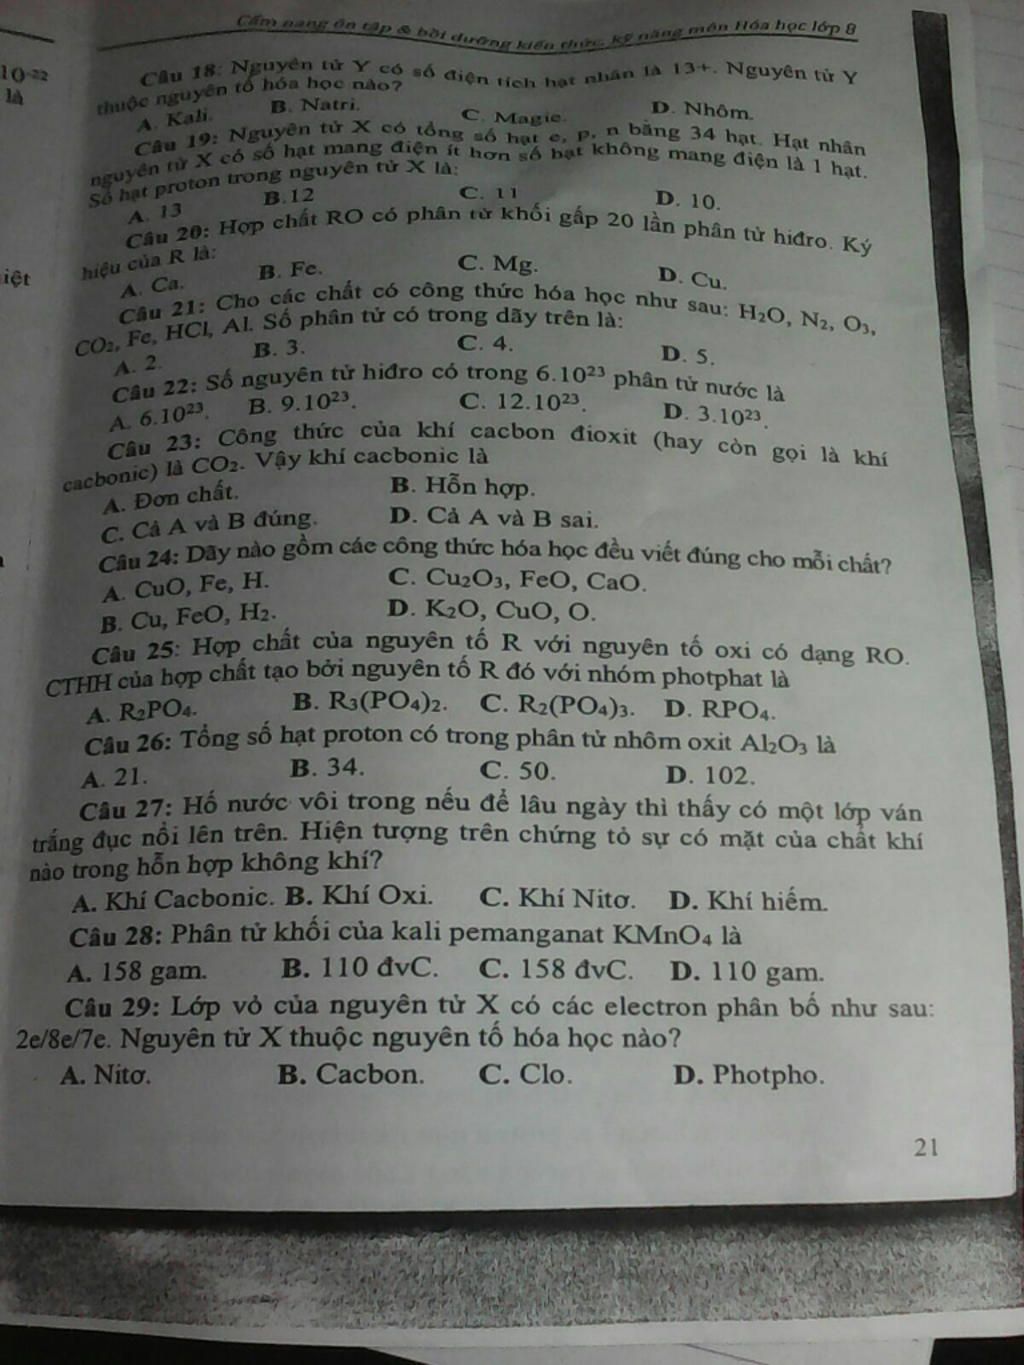 Cẩm nang ôn tập & bồi dưỡng kiến thức, kỹ năng môn Hóa học lớp 8
10⁻²²
là
Câu 18: Nguyên tử Y có số điện tích hạt nhân là 13+. Nguyên tử Y
thuộc nguyên tố hóa học nào?
A. Kali. B. Natri. C. Magie. D. Nhôm.
Câu 19: Nguyên tử X có tổng số hạt e, p, n bằng 34 hạt. Hạt nhân
nguyên tử X có số hạt mang điện ít hơn số hạt không mang điện là 1 hạt.
Số hạt proton trong nguyên tử X là:
A. 13 B.12 C. 11 D. 10.
Câu 20: Hợp chất RO có phân tử khối gấp 20 lần phân tử hiđro. Ký
hiệu của R là:
iệt
A. Ca. B. Fe. C. Mg. D. Cu.
Câu 21: Cho các chất có công thức hóa học như sau: H₂O, N₂, O₃,
CO₂, Fe, HCl, Al. Số phân tử có trong dãy trên là:
A. 2. B. 3. C. 4. D. 5.
Câu 22: Số nguyên tử hiđro có trong 6.10²³ phân tử nước là
A. 6.10²³. B. 9.10²³. C. 12.10²³. D. 3.10²³.
Câu 23: Công thức của khí cacbon đioxit (hay còn gọi là khí
cacbonic) là CO₂. Vậy khí cacbonic là
A. Đơn chất. B. Hỗn hợp.
C. Cả A và B đúng. D. Cả A và B sai.
Câu 24: Dãy nào gồm các công thức hóa học đều viết đúng cho mỗi chất?
A. CuO, Fe, H. C. Cu₂O₃, FeO, CaO.
B. Cu, FeO, H₂. D. K₂O, CuO, O.
Câu 25: Hợp chất của nguyên tố R với nguyên tố oxi có dạng RO.
CTHH của hợp chất tạo bởi nguyên tố R đó với nhóm photphat là
A. R₂PO₄. B. R₃(PO₄)₂. C. R₂(PO₄)₃. D. RPO₄.
Câu 26: Tổng số hạt proton có trong phân tử nhôm oxit Al₂O₃ là
A. 21. B. 34. C. 50. D. 102.
Câu 27: Hố nước vôi trong nếu để lâu ngày thì thấy có một lớp ván
trắng đục nổi lên trên. Hiện tượng trên chứng tỏ sự có mặt của chất khí
nào trong hỗn hợp không khí?
A. Khí Cacbonic. B. Khí Oxi. C. Khí Nitơ. D. Khí hiếm.
Câu 28: Phân tử khối của kali pemanganat KMnO₄ là
A. 158 gam. B. 110 đvC. C. 158 đvC. D. 110 gam.
Câu 29: Lớp vỏ của nguyên tử X có các electron phân bố như sau:
2e/8e/7e. Nguyên tử X thuộc nguyên tố hóa học nào?
A. Nitơ. B. Cacbon. C. Clo. D. Photpho.
21